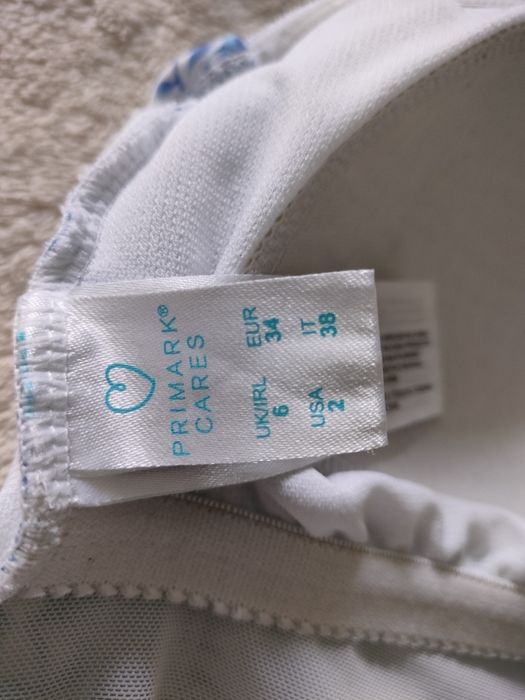 PRIMARK®
CARES
UK/IRL EUR
6 34
USA IT
2 38